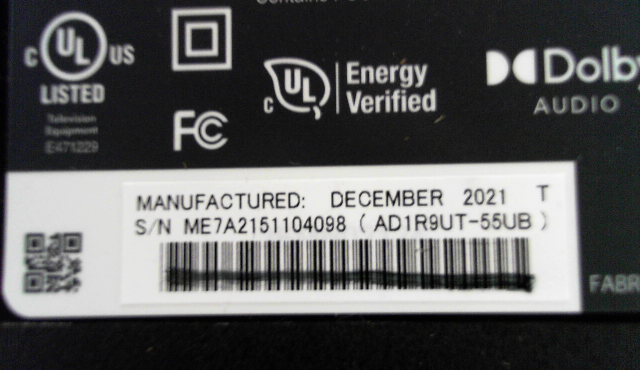 C UL US
LISTED
Television
Equipment
E471229
FC
C UL Energy
Verified
Dolby
AUDIO
MANUFACTURED: DECEMBER 2021 T
S/N ME7A2151104098 ( AD1R9UT-55UB )
FABR